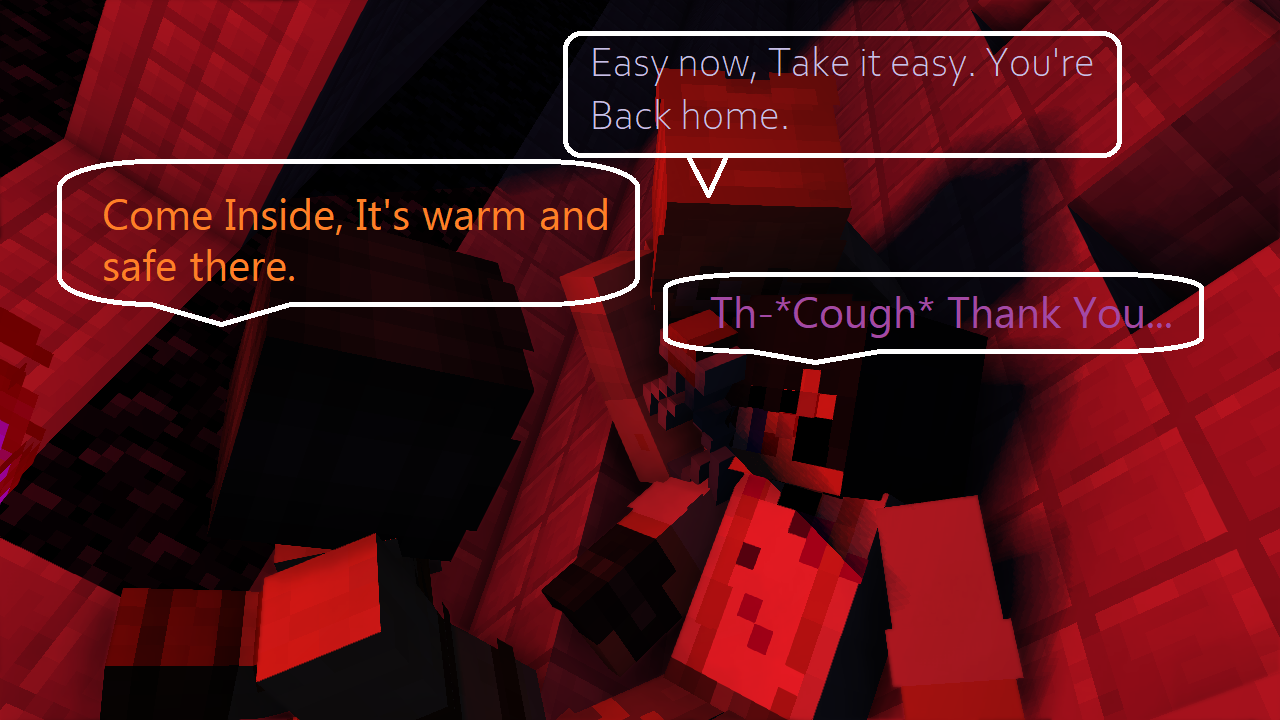 Easy now, Take it easy. You're
Back home.
Come Inside, It's warm and
safe there.
Th-*Cough* Thank You...